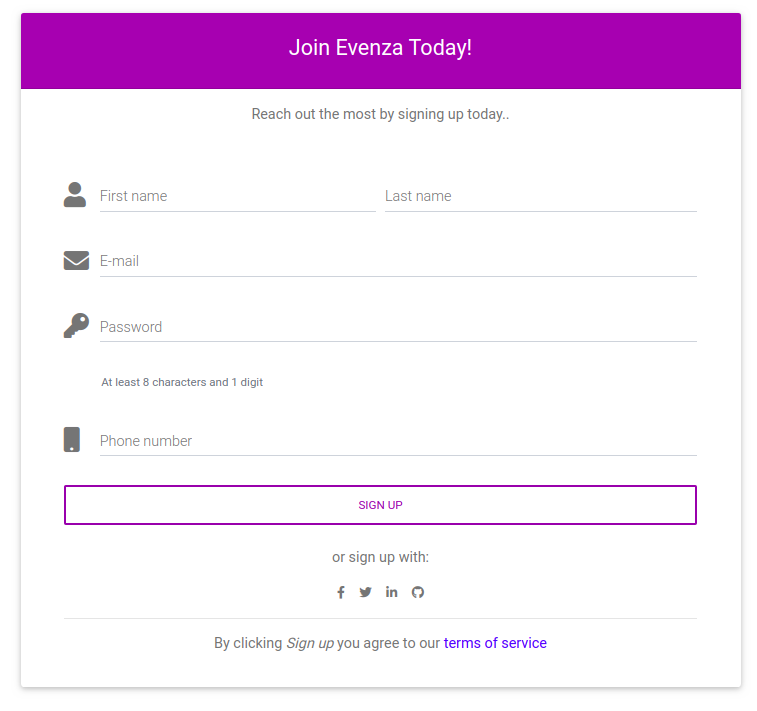 Join Evenza Today!
Reach out the most by signing up today..
First name Last name
E-mail
Password
At least 8 characters and 1 digit
Phone number
SIGN UP
or sign up with:
By clicking Sign up you agree to our terms of service